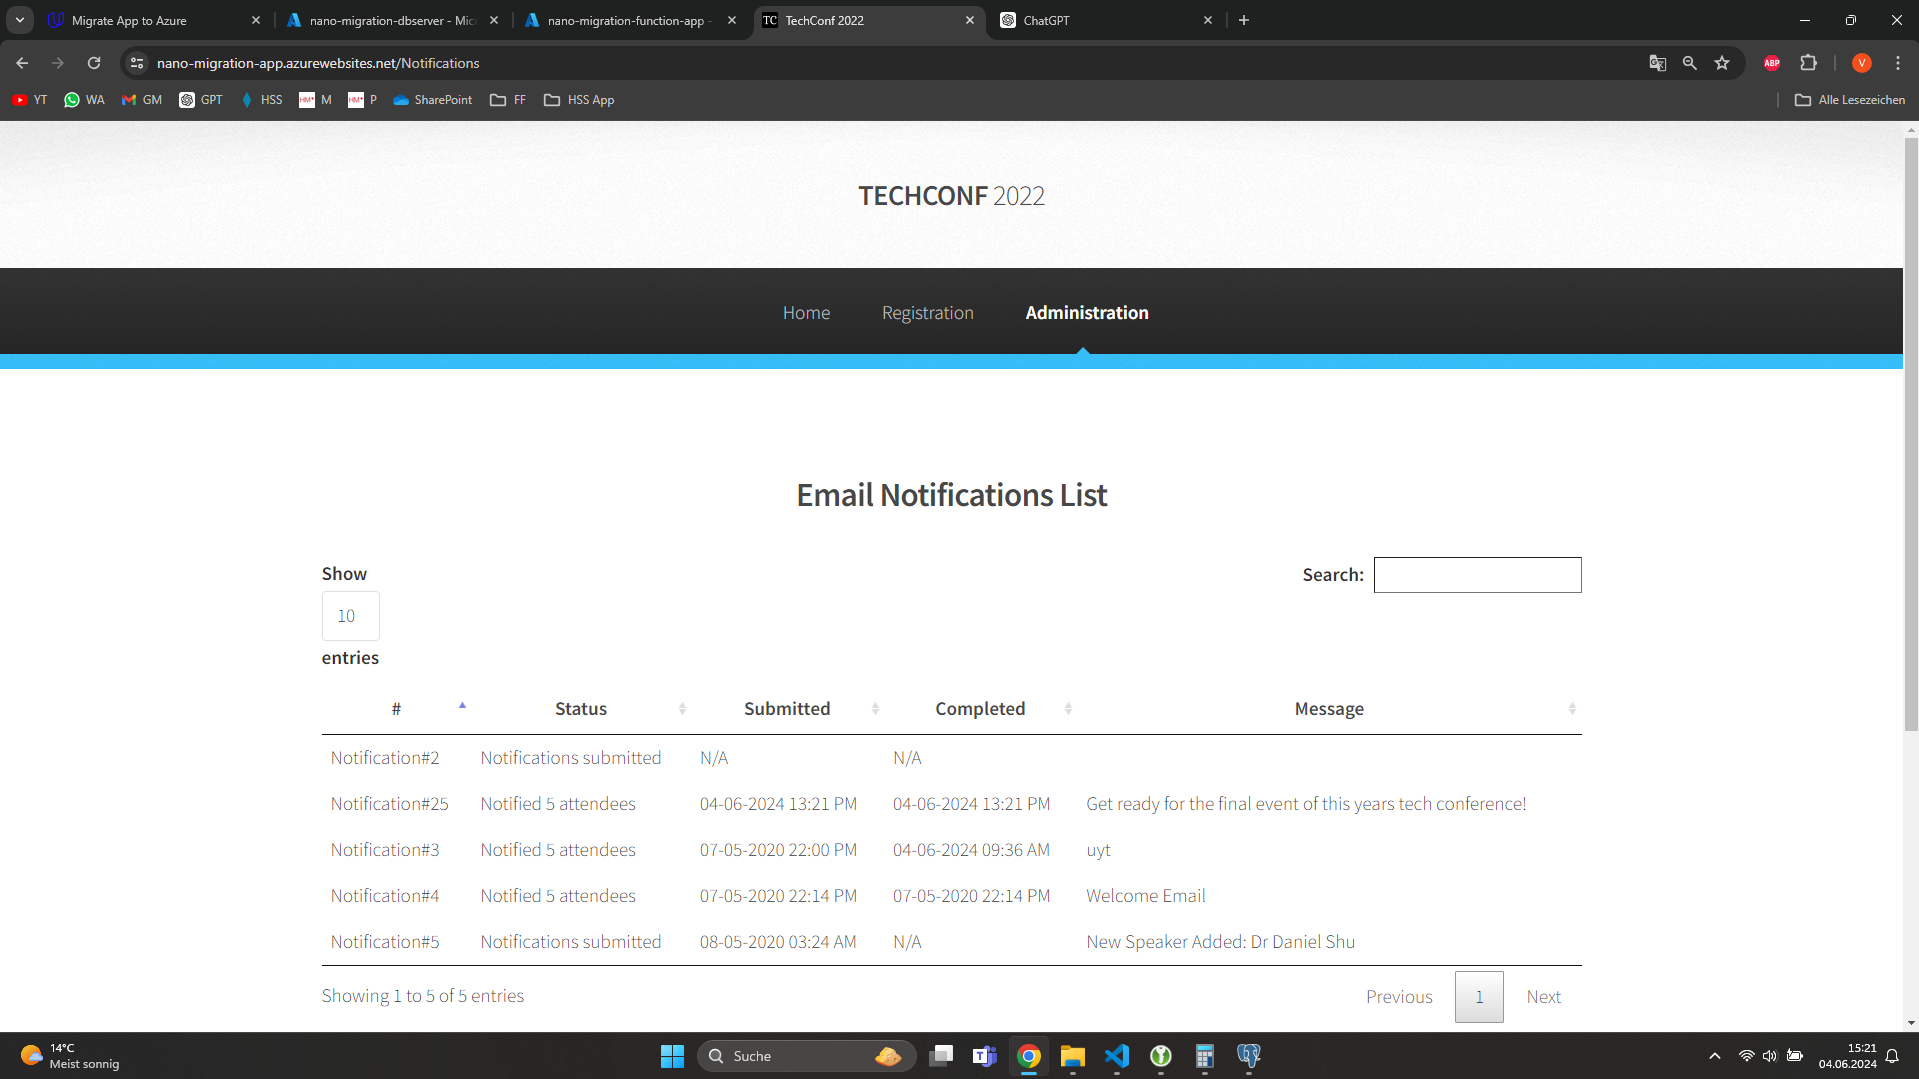 Migrate App to Azure
nano-migration-dbserver - Mic
nano-migration-function-app -
TC TechConf 2022
ChatGPT
nano-migration-app.azurewebsites.net/Notifications
ABP
V
YT
WA
GM
GPT
HSS
HM M
HM P
SharePoint
FF
HSS App
Alle Lesezeichen
TECHCONF 2022
Home Registration Administration
Email Notifications List
Show
10
entries
Search:
# Status Submitted Completed Message
Notification#2 Notifications submitted N/A N/A
Notification#25 Notified 5 attendees 04-06-2024 13:21 PM 04-06-2024 13:21 PM Get ready for the final event of this years tech conference!
Notification#3 Notified 5 attendees 07-05-2020 22:00 PM 04-06-2024 09:36 AM uyt
Notification#4 Notified 5 attendees 07-05-2020 22:14 PM 07-05-2020 22:14 PM Welcome Email
Notification#5 Notifications submitted 08-05-2020 03:24 AM N/A New Speaker Added: Dr Daniel Shu
Showing 1 to 5 of 5 entries
Previous 1 Next
14°C
Meist sonnig
Suche
15:21
04.06.2024